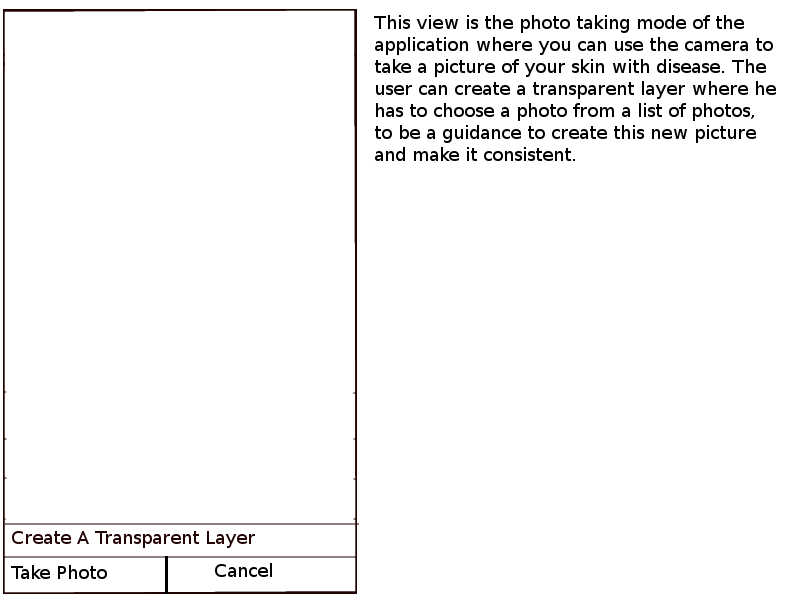 This view is the photo taking mode of the
application where you can use the camera to
take a picture of your skin with disease. The
user can create a transparent layer where he
has to choose a photo from a list of photos,
to be a guidance to create this new picture
and make it consistent.
Create A Transparent Layer
Take Photo
Cancel